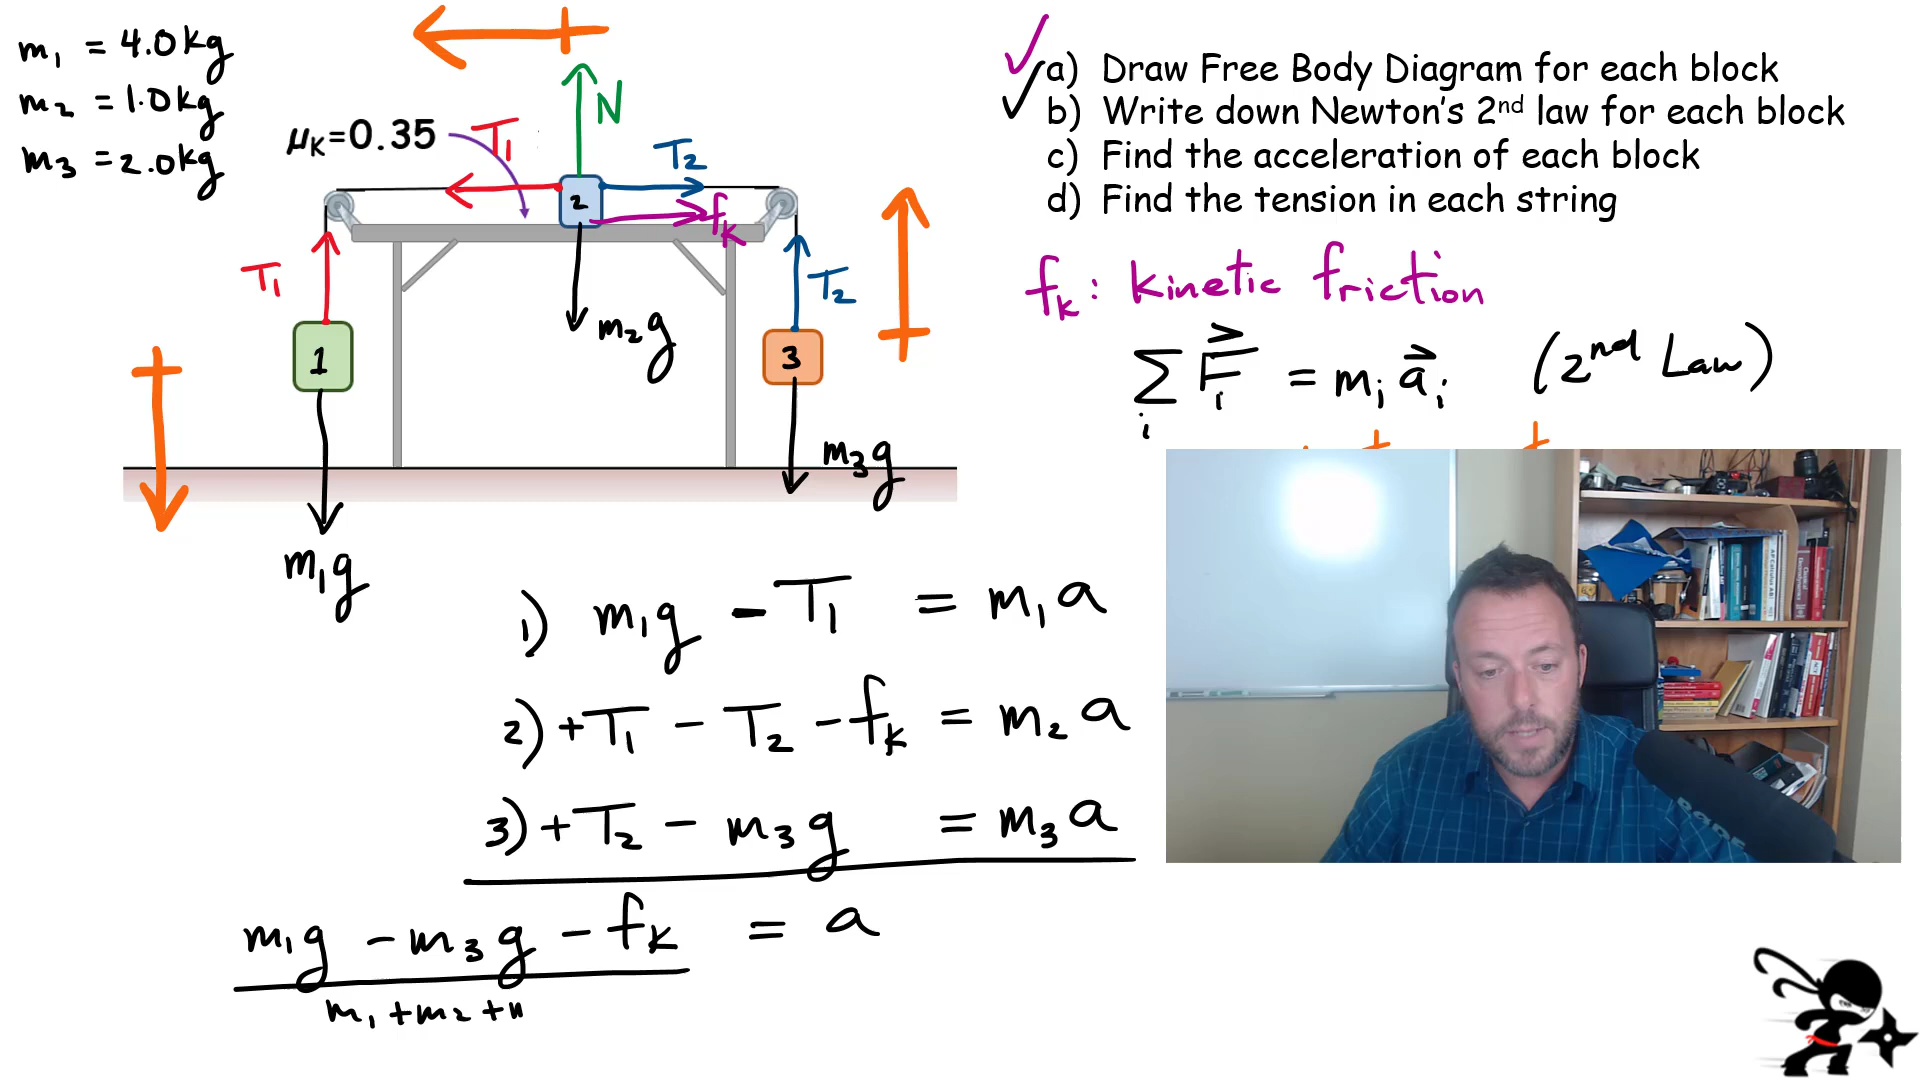 m₁ = 4.0kg
m₂ = 1.0kg
m₃ = 2.0kg
μK=0.35
T₁
N
T₂
2
fk
T₁
T₂
m₂g
1
3
m₃g
m₁g
a) Draw Free Body Diagram for each block
b) Write down Newton's 2nd law for each block
c) Find the acceleration of each block
d) Find the tension in each string
fk: kinetic friction
∑ F⃗i = mi a⃗i (2nd Law)
i
1) m₁g - T₁ = m₁a
2) +T₁ - T₂ - fk = m₂a
3) +T₂ - m₃g = m₃a
m₁g - m₃g - fk = a
m₁+m₂+